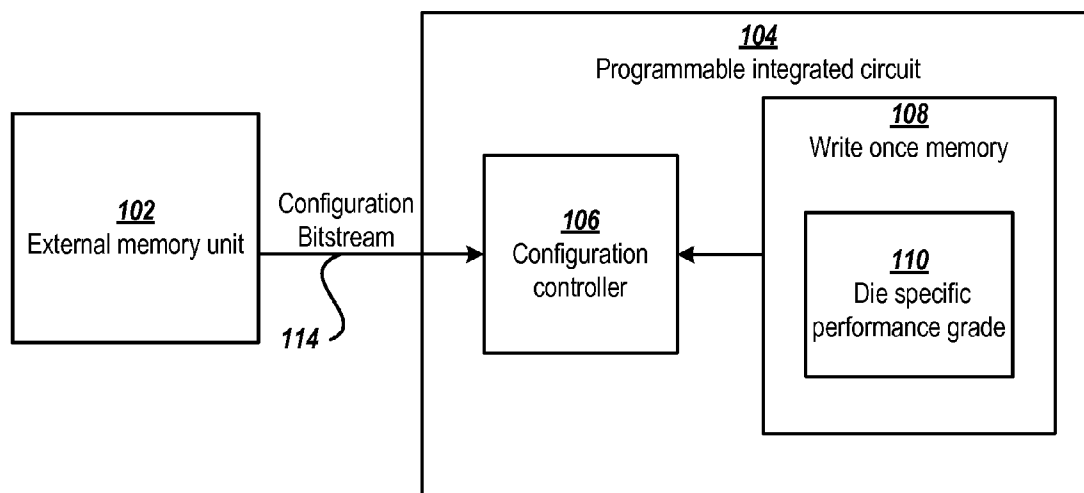 104
Programmable integrated circuit
108
Write once memory
102
External memory unit
Configuration
Bitstream
106
Configuration
controller
110
Die specific
performance grade
114